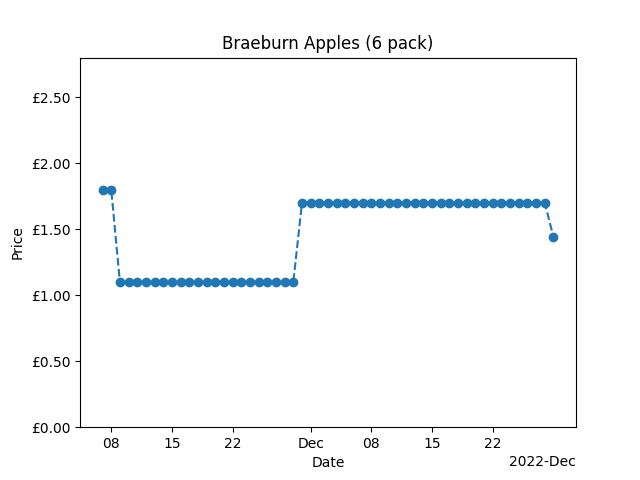 Braeburn Apples (6 pack)
£2.50
£2.00
£1.50
£1.00
£0.50
£0.00
Price
08 15 22 Dec 08 15 22
Date
2022-Dec